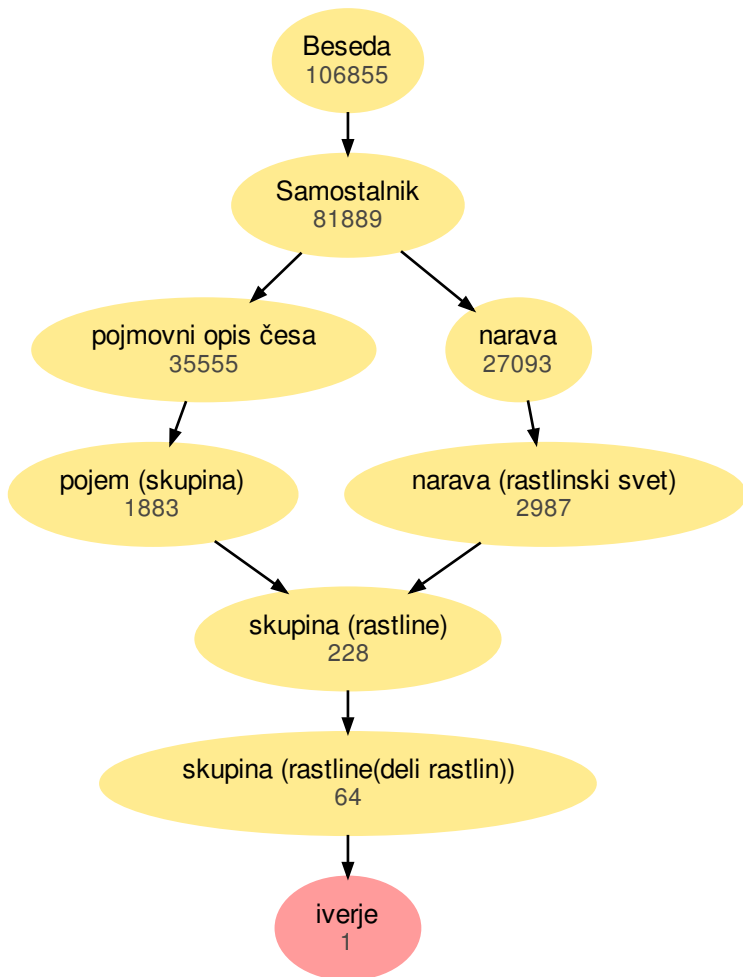 Beseda
106855
Samostalnik
81889
pojmovni opis česa
35555
narava
27093
pojem (skupina)
1883
narava (rastlinski svet)
2987
skupina (rastline)
228
skupina (rastline(deli rastlin))
64
iverje
1